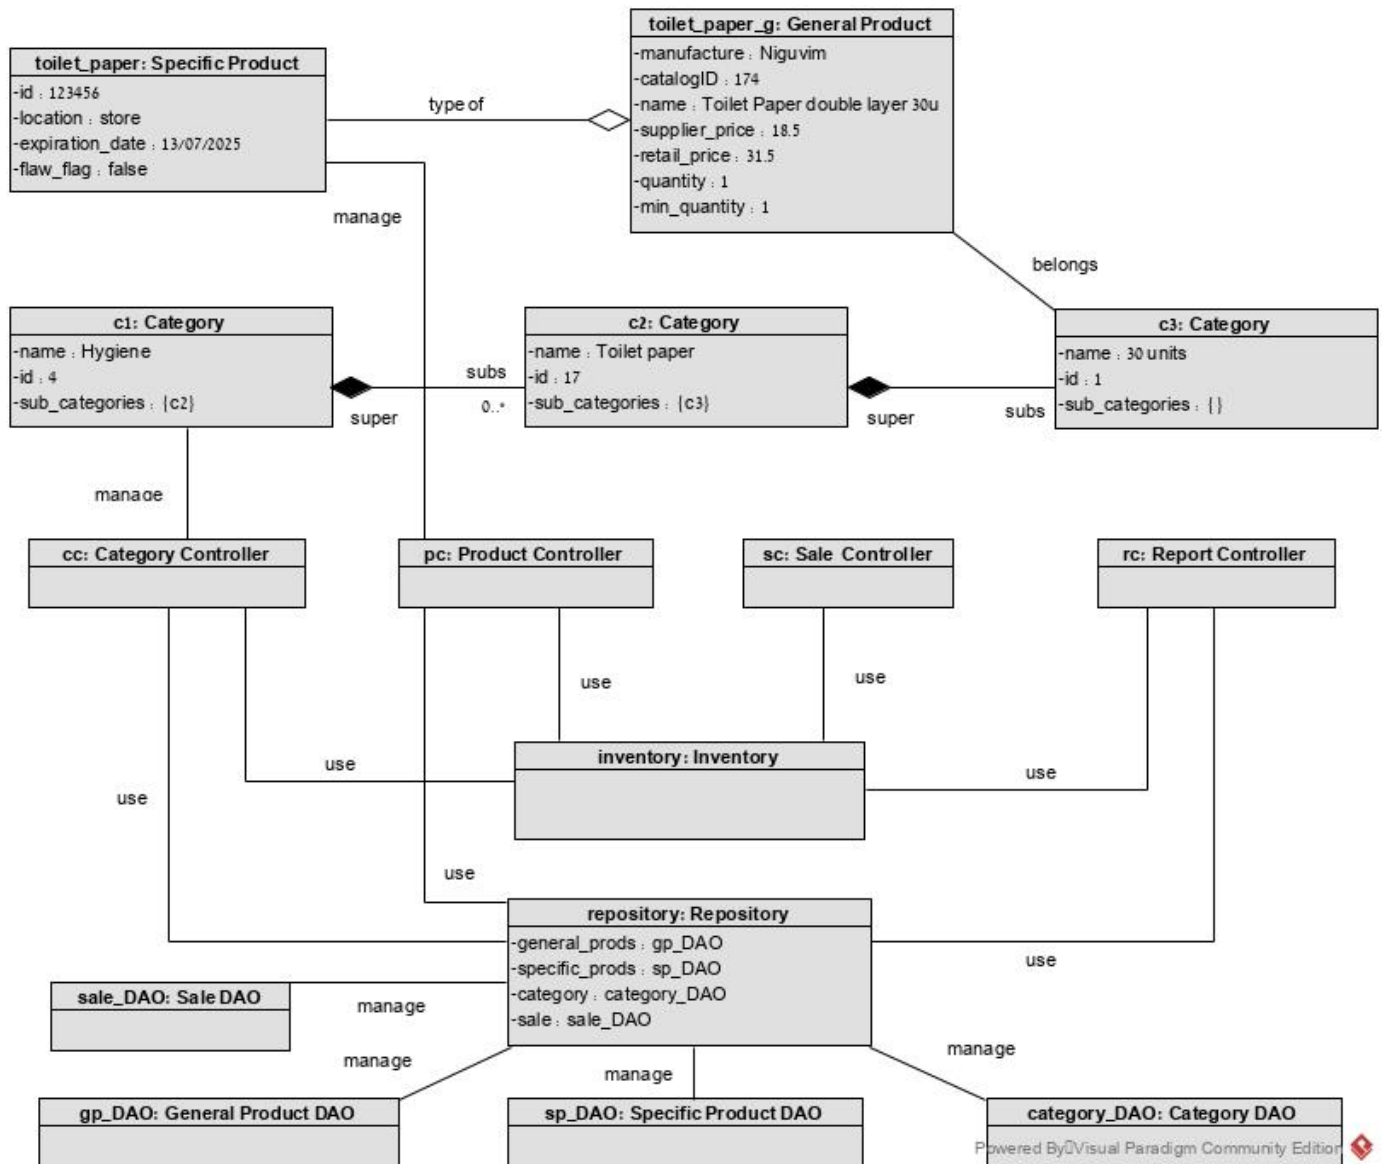 toilet_paper: Specific Product
-id : 123456
-location : store
-expiration_date : 13/07/2025
-flaw_flag : false
type of
toilet_paper_g: General Product
-manufacture : Niguvim
-catalogID : 174
-name : Toilet Paper double layer 30u
-supplier_price : 18.5
-retail_price : 31.5
-quantity : 1
-min_quantity : 1
manage
belongs
c1: Category
-name : Hygiene
-id : 4
-sub_categories : {c2}
super
subs
0..*
c2: Category
-name : Toilet paper
-id : 17
-sub_categories : {c3}
super
subs
c3: Category
-name : 30 units
-id : 1
-sub_categories : {}
manage
cc: Category Controller
pc: Product Controller
sc: Sale Controller
rc: Report Controller
use
use
use
use
use
inventory: Inventory
use
use
repository: Repository
-general_prods : gp_DAO
-specific_prods : sp_DAO
-category : category_DAO
-sale : sale_DAO
sale_DAO: Sale DAO
manage
manage
manage
manage
gp_DAO: General Product DAO
sp_DAO: Specific Product DAO
category_DAO: Category DAO
Powered By Visual Paradigm Community Edition